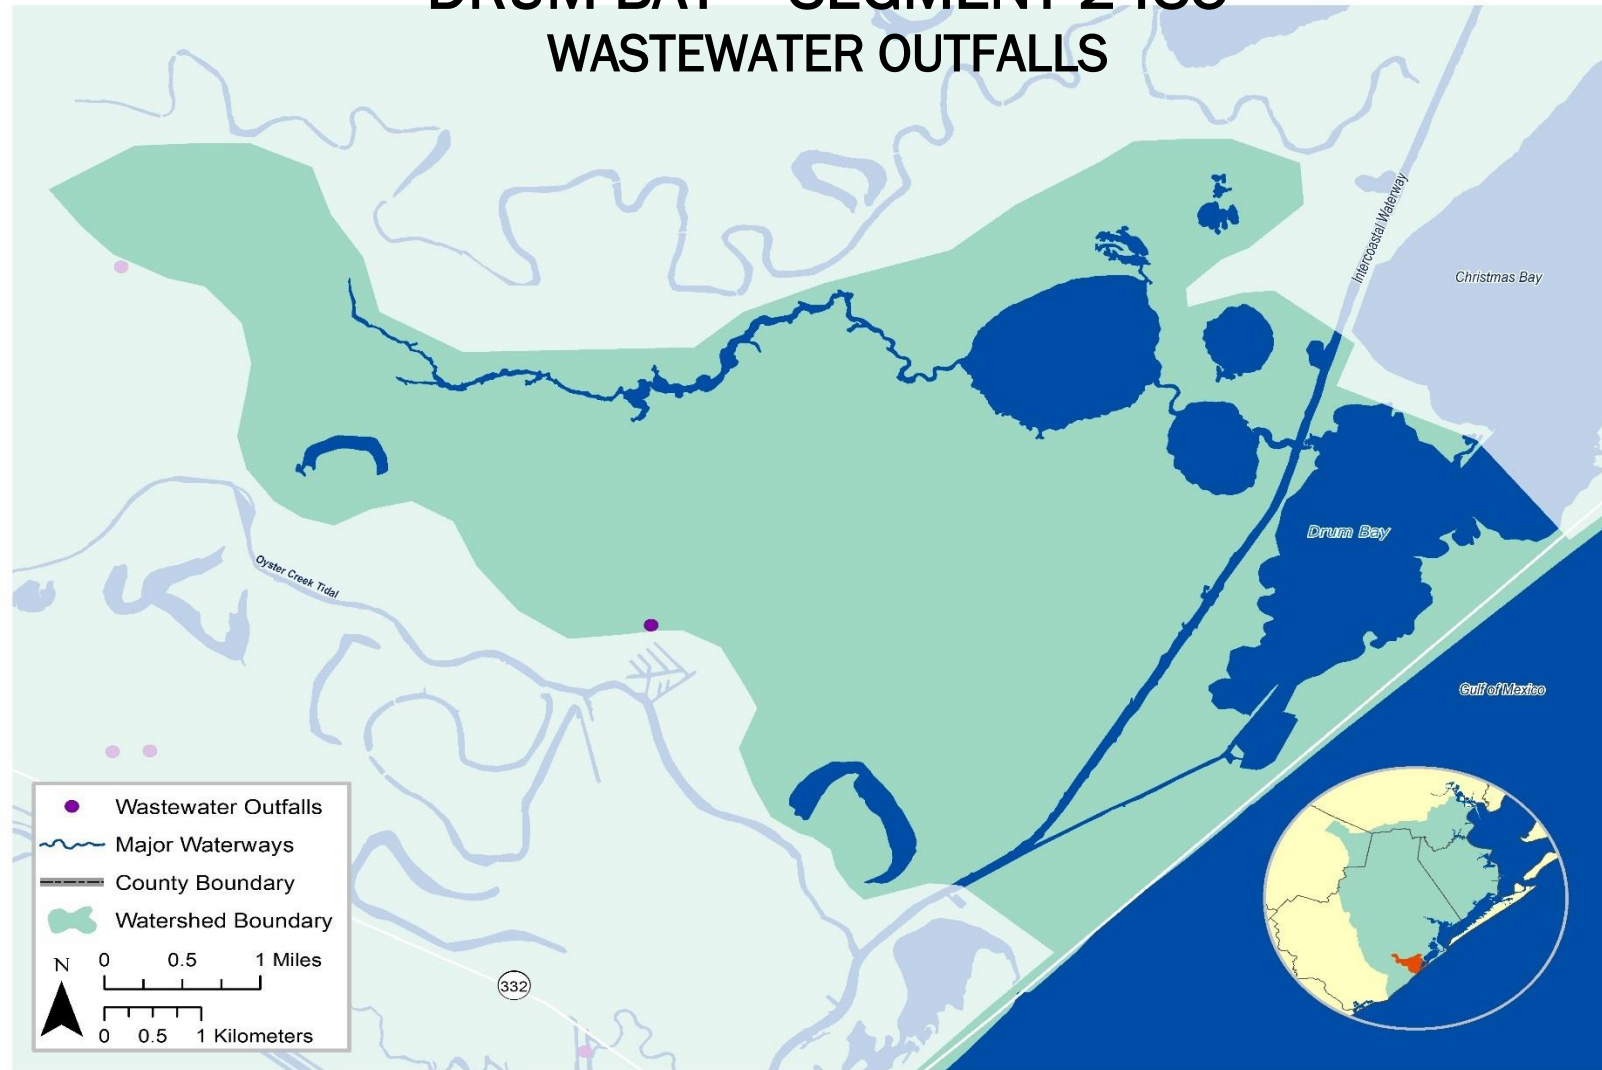 WASTEWATER OUTFALLS
Intercoastal Waterway
Christmas Bay
Drum Bay
Oyster Creek Tidal
Gulf of Mexico
Wastewater Outfalls
Major Waterways
County Boundary
Watershed Boundary
N
0 0.5 1 Miles
0 0.5 1 Kilometers
332